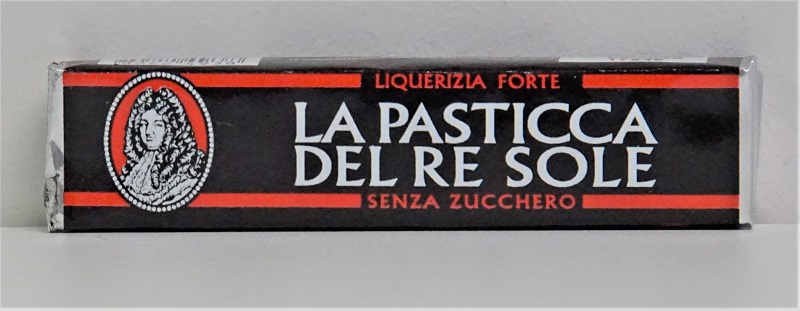 LIQUERIZIA FORTE
LA PASTICCA
DEL RE SOLE
SENZA ZUCCHERO